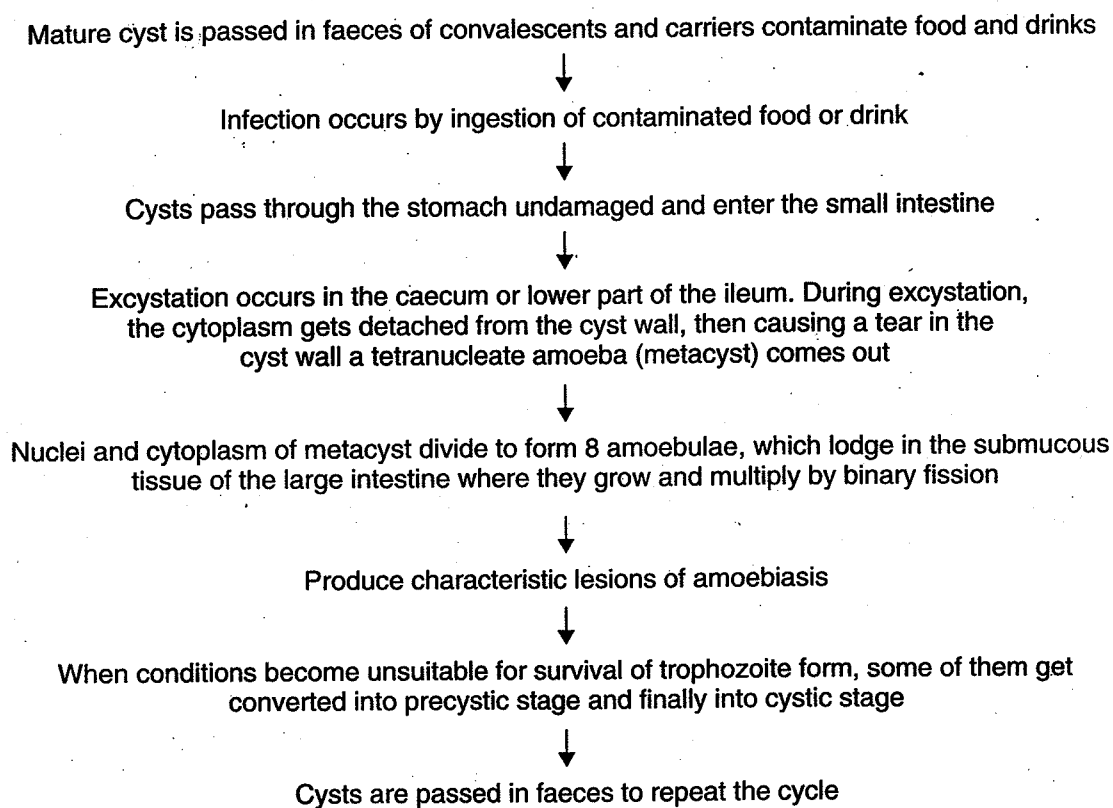 Mature cyst is passed in faeces of convalescents and carriers contaminate food and drinks
Infection occurs by ingestion of contaminated food or drink
Cysts pass through the stomach undamaged and enter the small intestine
Excystation occurs in the caecum or lower part of the ileum. During excystation,
the cytoplasm gets detached from the cyst wall, then causing a tear in the
cyst wall a tetranucleate amoeba (metacyst) comes out
Nuclei and cytoplasm of metacyst divide to form 8 amoebulae, which lodge in the submucous
tissue of the large intestine where they grow and multiply by binary fission
Produce characteristic lesions of amoebiasis
When conditions become unsuitable for survival of trophozoite form, some of them get
converted into precystic stage and finally into cystic stage
Cysts are passed in faeces to repeat the cycle